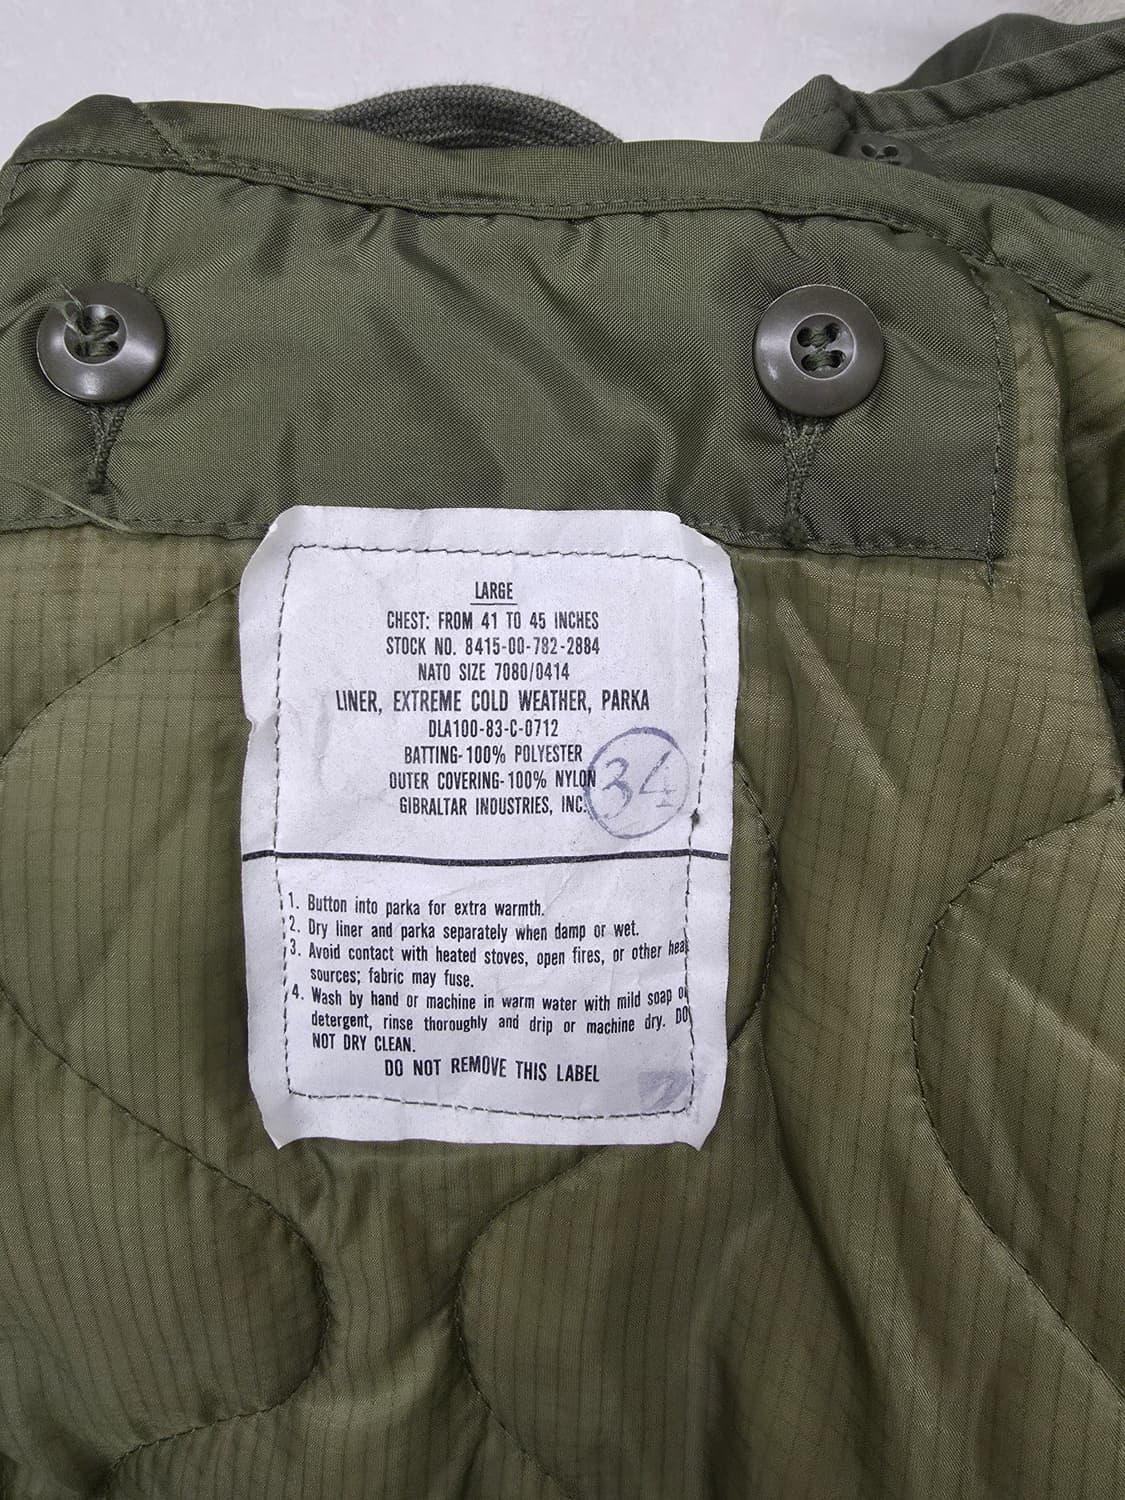 LARGE
CHEST: FROM 41 TO 45 INCHES
STOCK NO. 8415-00-782-2884
NATO SIZE 7080/0414
LINER, EXTREME COLD WEATHER, PARKA
DLA100-83-C-0712
BATTING-100% POLYESTER
OUTER COVERING-100% NYLON
GIBRALTAR INDUSTRIES, INC.
34
1. Button into parka for extra warmth.
2. Dry liner and parka separately when damp or wet.
3. Avoid contact with heated stoves, open fires, or other heat
sources; fabric may fuse.
4. Wash by hand or machine in warm water with mild soap or
detergent, rinse thoroughly and drip or machine dry. DO
NOT DRY CLEAN.
DO NOT REMOVE THIS LABEL